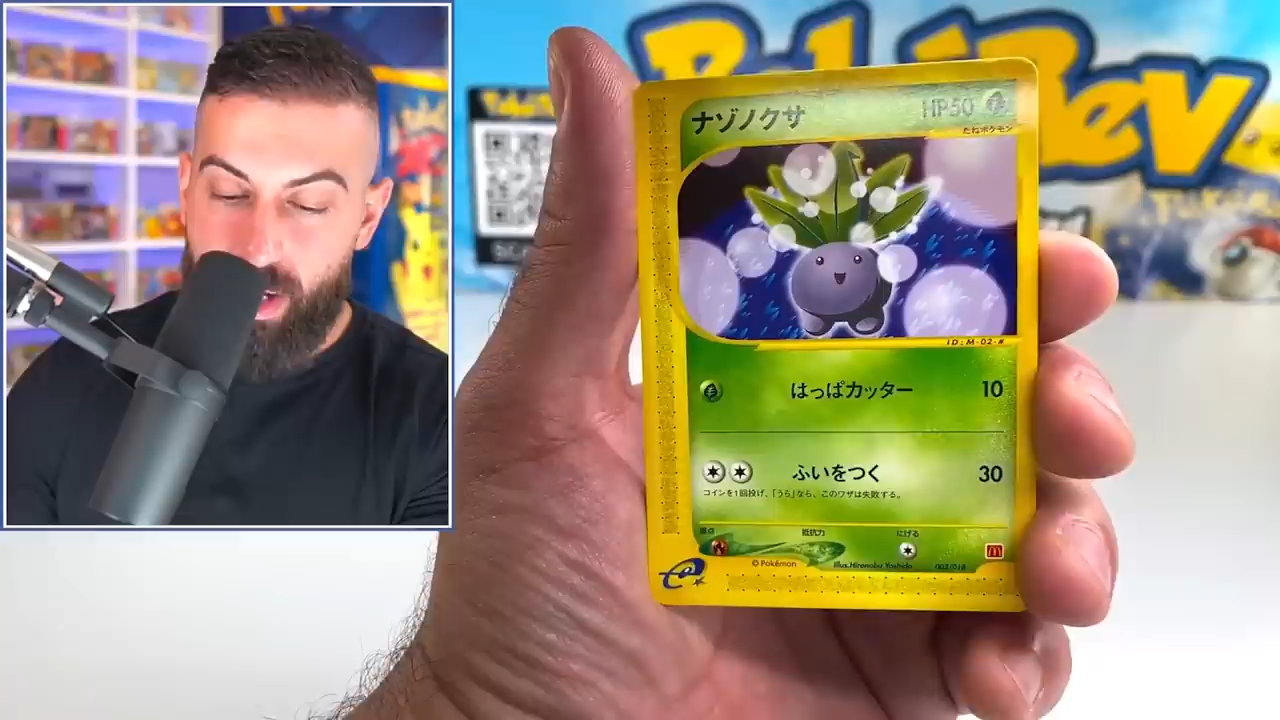 PokéRev
ナゾノクサ HP50
たねポケモン
ID:M-02-#
はっぱカッター 10
ふいをつく 30
コインを1回投げ、「うら」なら、このワザは失敗する。
弱点 抵抗力 にげる
©Pokémon Illus.Hironobu Yoshida 002/018
e